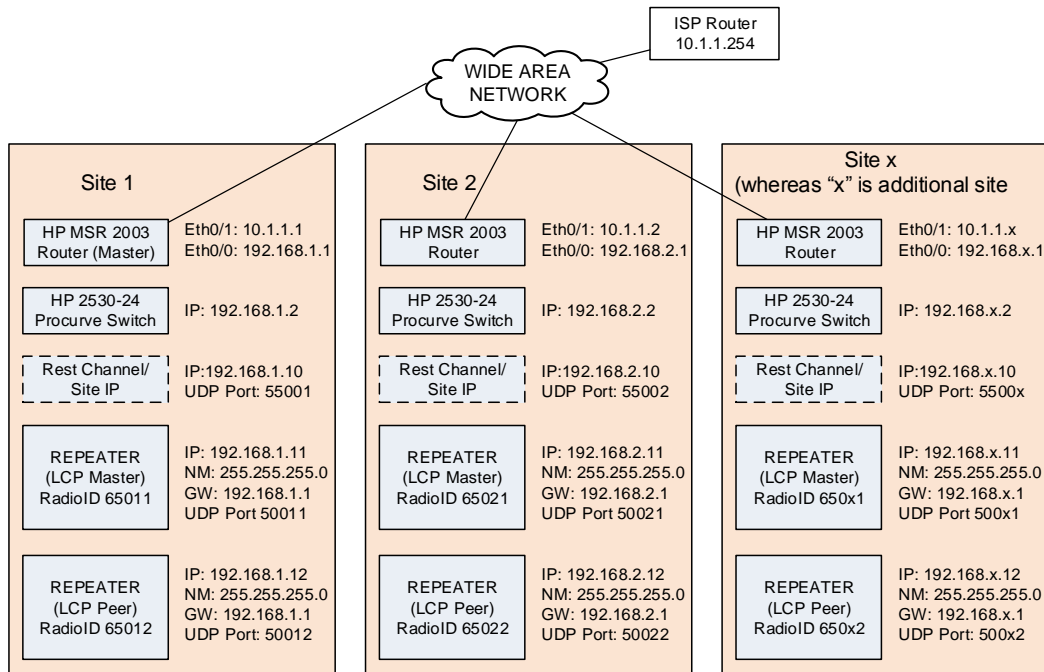 ISP Router
10.1.1.254
WIDE AREA
NETWORK
Site 1
HP MSR 2003
Router (Master)
Eth0/1: 10.1.1.1
Eth0/0: 192.168.1.1
HP 2530-24
Procurve Switch
IP: 192.168.1.2
Rest Channel/
Site IP
IP:192.168.1.10
UDP Port: 55001
REPEATER
(LCP Master)
RadioID 65011
IP: 192.168.1.11
NM: 255.255.255.0
GW: 192.168.1.1
UDP Port 50011
REPEATER
(LCP Peer)
RadioID 65012
IP: 192.168.1.12
NM: 255.255.255.0
GW: 192.168.1.1
UDP Port: 50012
Site 2
HP MSR 2003
Router
Eth0/1: 10.1.1.2
Eth0/0: 192.168.2.1
HP 2530-24
Procurve Switch
IP: 192.168.2.2
Rest Channel/
Site IP
IP:192.168.2.10
UDP Port: 55002
REPEATER
(LCP Master)
RadioID 65021
IP: 192.168.2.11
NM: 255.255.255.0
GW: 192.168.2.1
UDP Port 50021
REPEATER
(LCP Peer)
RadioID 65022
IP: 192.168.2.12
NM: 255.255.255.0
GW: 192.168.2.1
UDP Port: 50022
Site x
(whereas “x” is additional site
HP MSR 2003
Router
Eth0/1: 10.1.1.x
Eth0/0: 192.168.x.1
HP 2530-24
Procurve Switch
IP: 192.168.x.2
Rest Channel/
Site IP
IP:192.168.x.10
UDP Port: 5500x
REPEATER
(LCP Master)
RadioID 650x1
IP: 192.168.x.11
NM: 255.255.255.0
GW: 192.168.x.1
UDP Port 500x1
REPEATER
(LCP Peer)
RadioID 650x2
IP: 192.168.x.12
NM: 255.255.255.0
GW: 192.168.x.1
UDP Port: 500x2